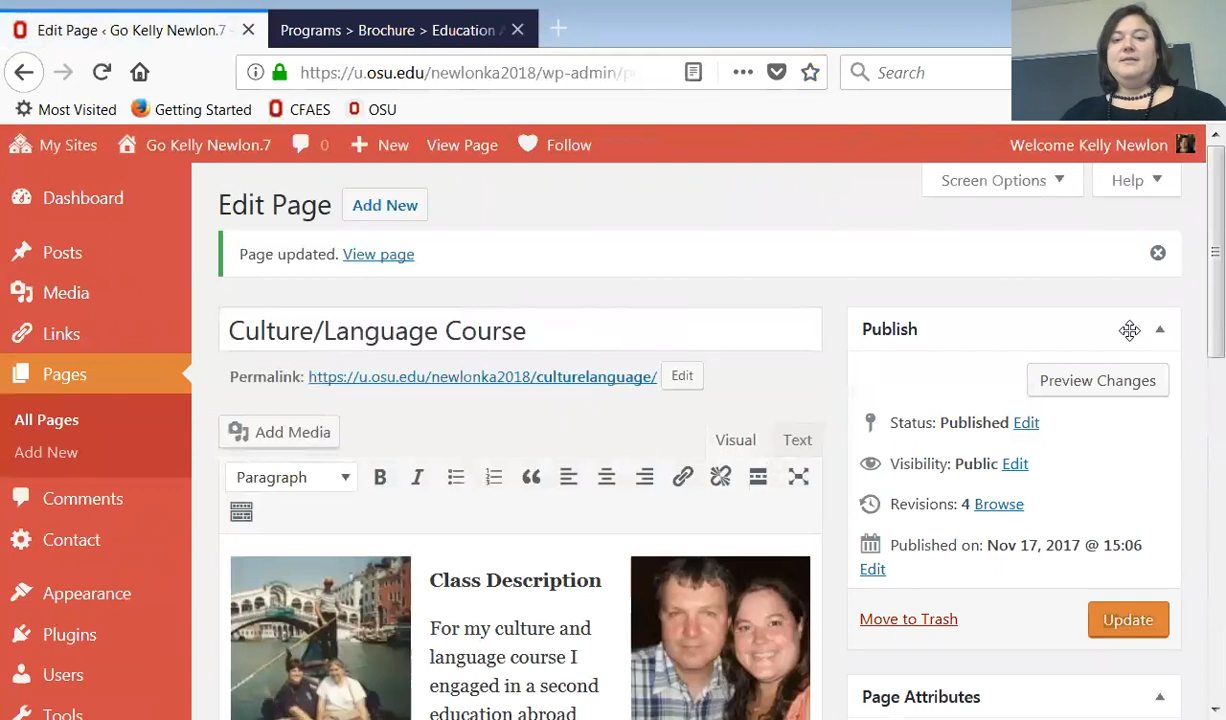 Edit Page ‹ Go Kelly Newlon.7
Programs > Brochure > Education
https://u.osu.edu/newlonka2018/wp-admin/
Search
Most Visited
Getting Started
CFAES
OSU
My Sites
Go Kelly Newlon.7
0
New
View Page
Follow
Welcome Kelly Newlon
Dashboard
Posts
Media
Links
Pages
All Pages
Add New
Comments
Contact
Appearance
Plugins
Users
Tools
Screen Options
Help
Edit Page
Add New
Page updated. View page
Culture/Language Course
Permalink: https://u.osu.edu/newlonka2018/culturelanguage/
Edit
Add Media
Visual
Text
Paragraph
B
I
Class Description
For my culture and
language course I
engaged in a second
education abroad
Publish
Preview Changes
Status: Published Edit
Visibility: Public Edit
Revisions: 4 Browse
Published on: Nov 17, 2017 @ 15:06
Edit
Move to Trash
Update
Page Attributes